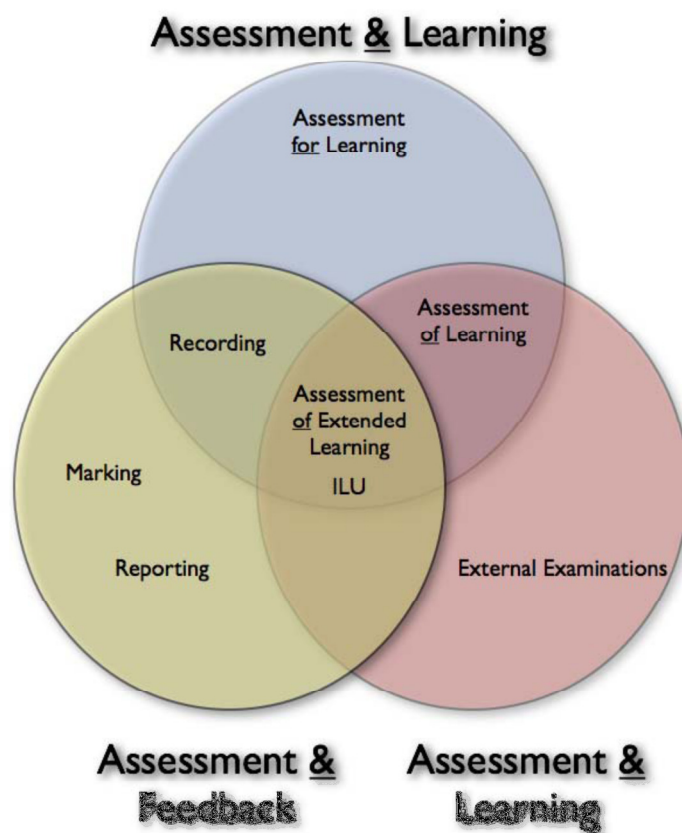 Assessment & Learning
Assessment
for Learning
Assessment
of Learning
Recording
Assessment
of Extended
Learning
ILU
Marking
Reporting
External Examinations
Assessment &
Feedback
Assessment &
Learning